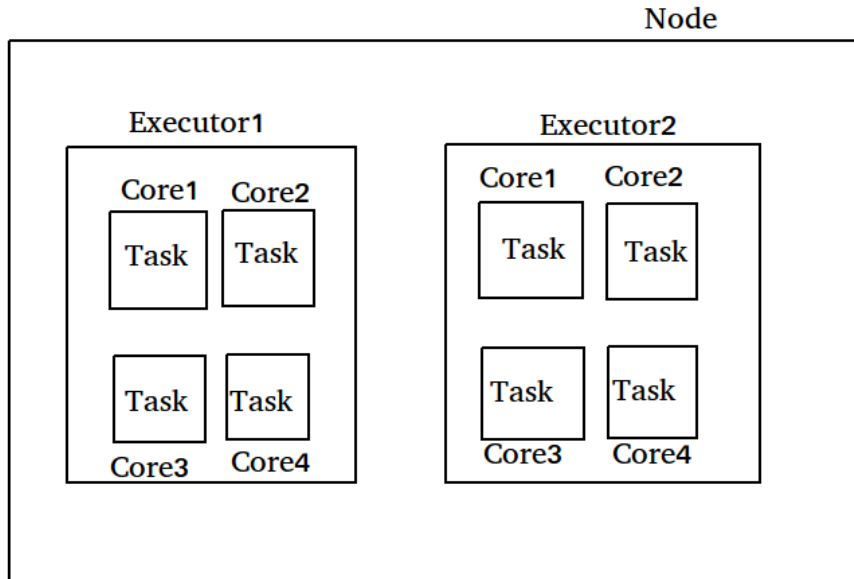 Node
Executor1
Core1 Core2
Task Task
Task Task
Core3 Core4
Executor2
Core1 Core2
Task Task
Task Task
Core3 Core4